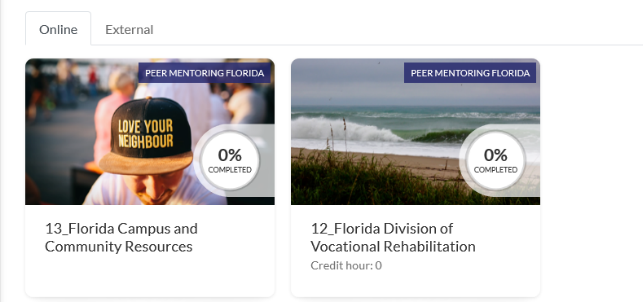 Online
External
PEER MENTORING FLORIDA
LOVE YOUR
NEIGHBOUR
0%
COMPLETED
13_Florida Campus and
Community Resources
PEER MENTORING FLORIDA
0%
COMPLETED
12_Florida Division of
Vocational Rehabilitation
Credit hour: 0